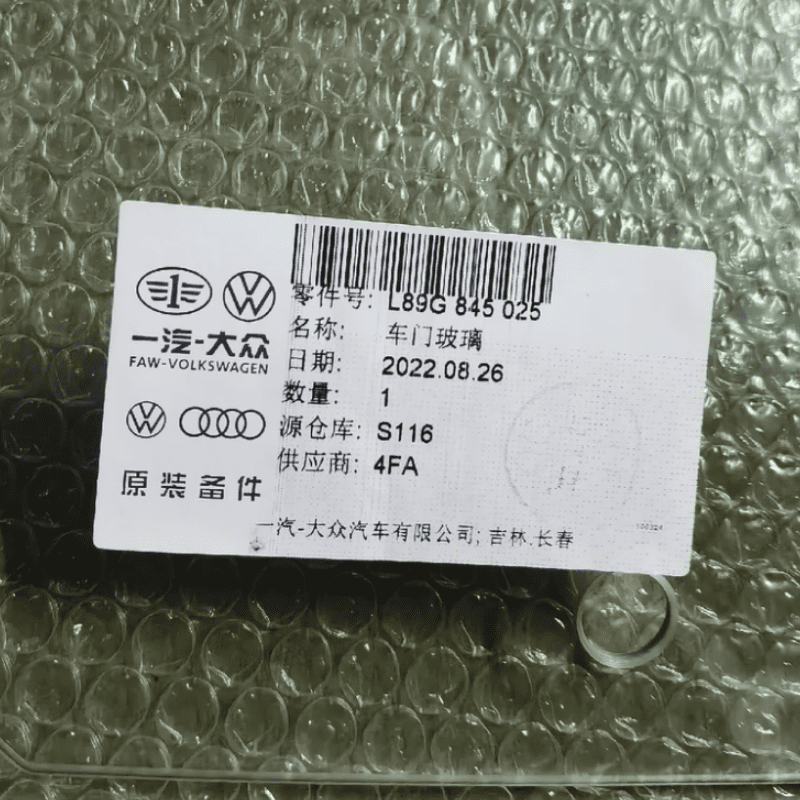 零件号: L89G 845 025
名称: 车门玻璃
日期: 2022.08.26
数量: 1
源仓库: S116
供应商: 4FA
一汽-大众
FAW-VOLKSWAGEN
原装备件
一汽-大众汽车有限公司; 吉林.长春
100324